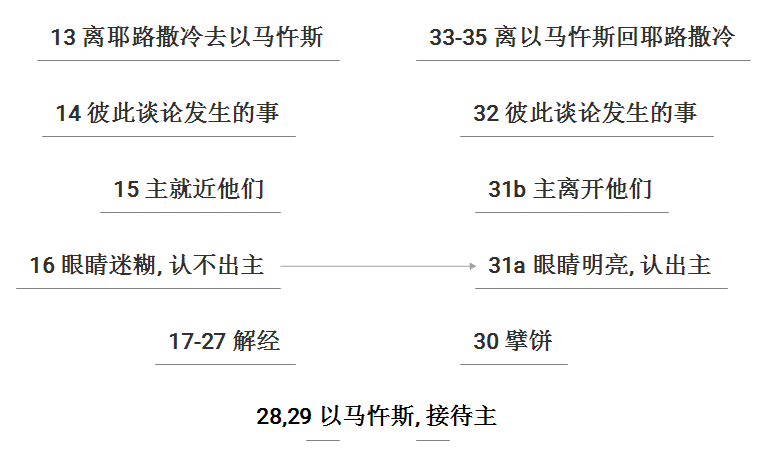 13 离耶路撒冷去以马忤斯
33-35 离以马忤斯回耶路撒冷
14 彼此谈论发生的事
32 彼此谈论发生的事
15 主就近他们
31b 主离开他们
16 眼睛迷糊, 认不出主
31a 眼睛明亮, 认出主
17-27 解经
30 擘饼
28,29 以马忤斯, 接待主